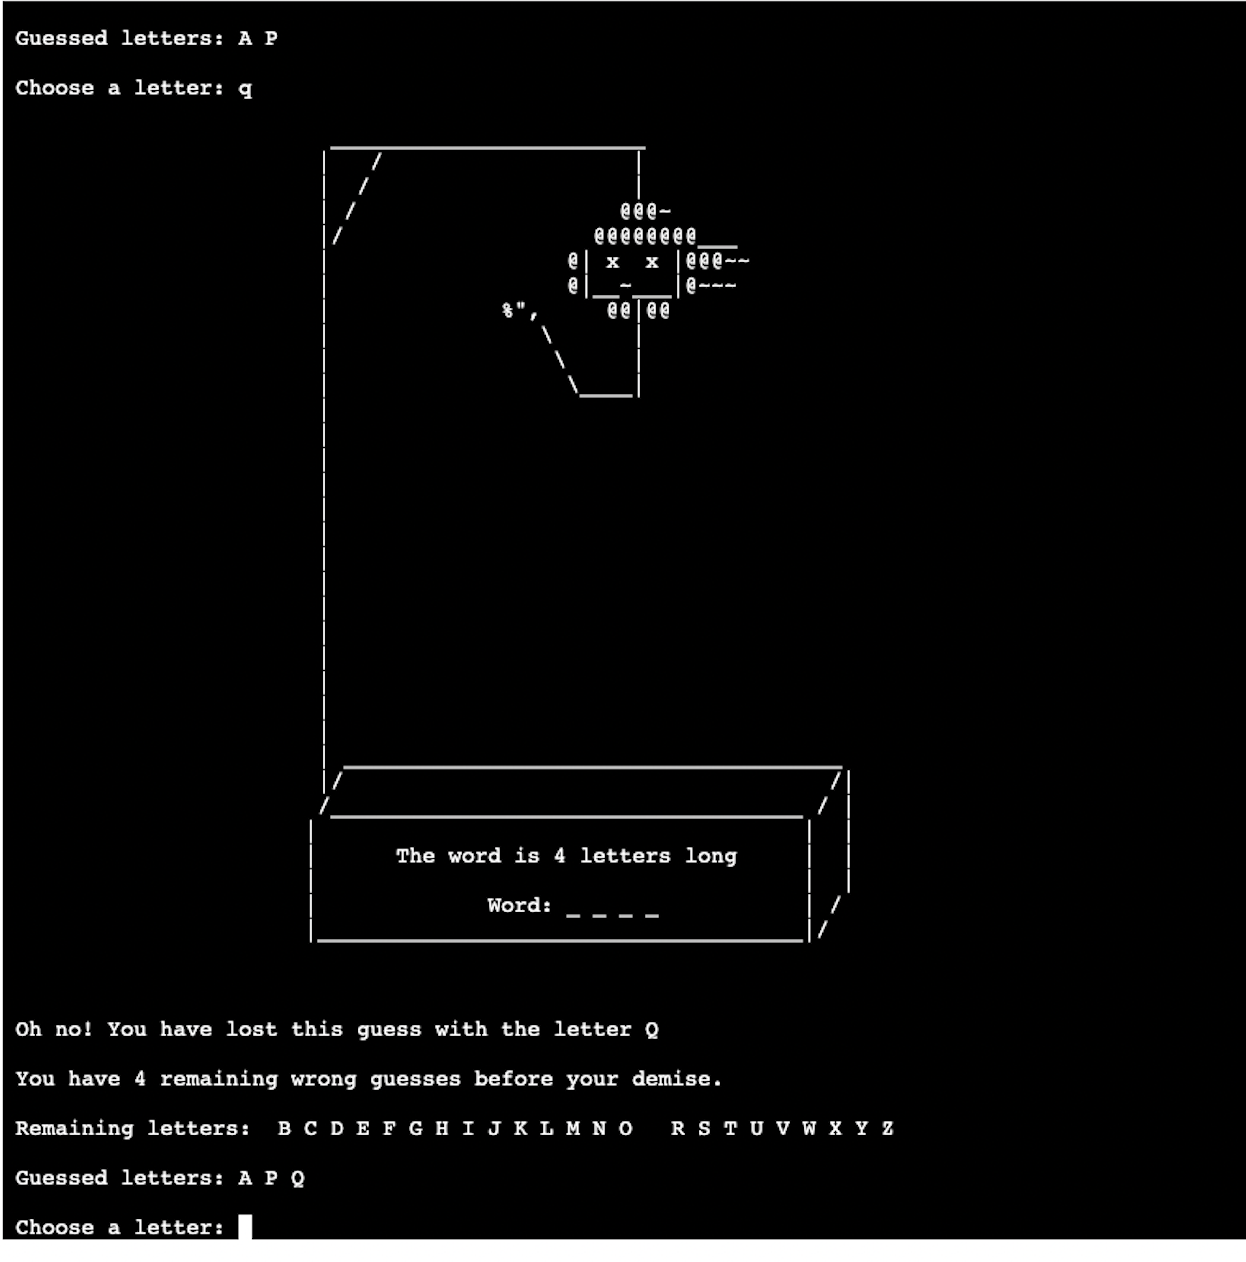 Guessed letters: A P
Choose a letter: q
The word is 4 letters long
Word: _ _ _ _
Oh no! You have lost this guess with the letter Q
You have 4 remaining wrong guesses before your demise.
Remaining letters:  B C D E F G H I J K L M N O   R S T U V W X Y Z
Guessed letters: A P Q
Choose a letter: